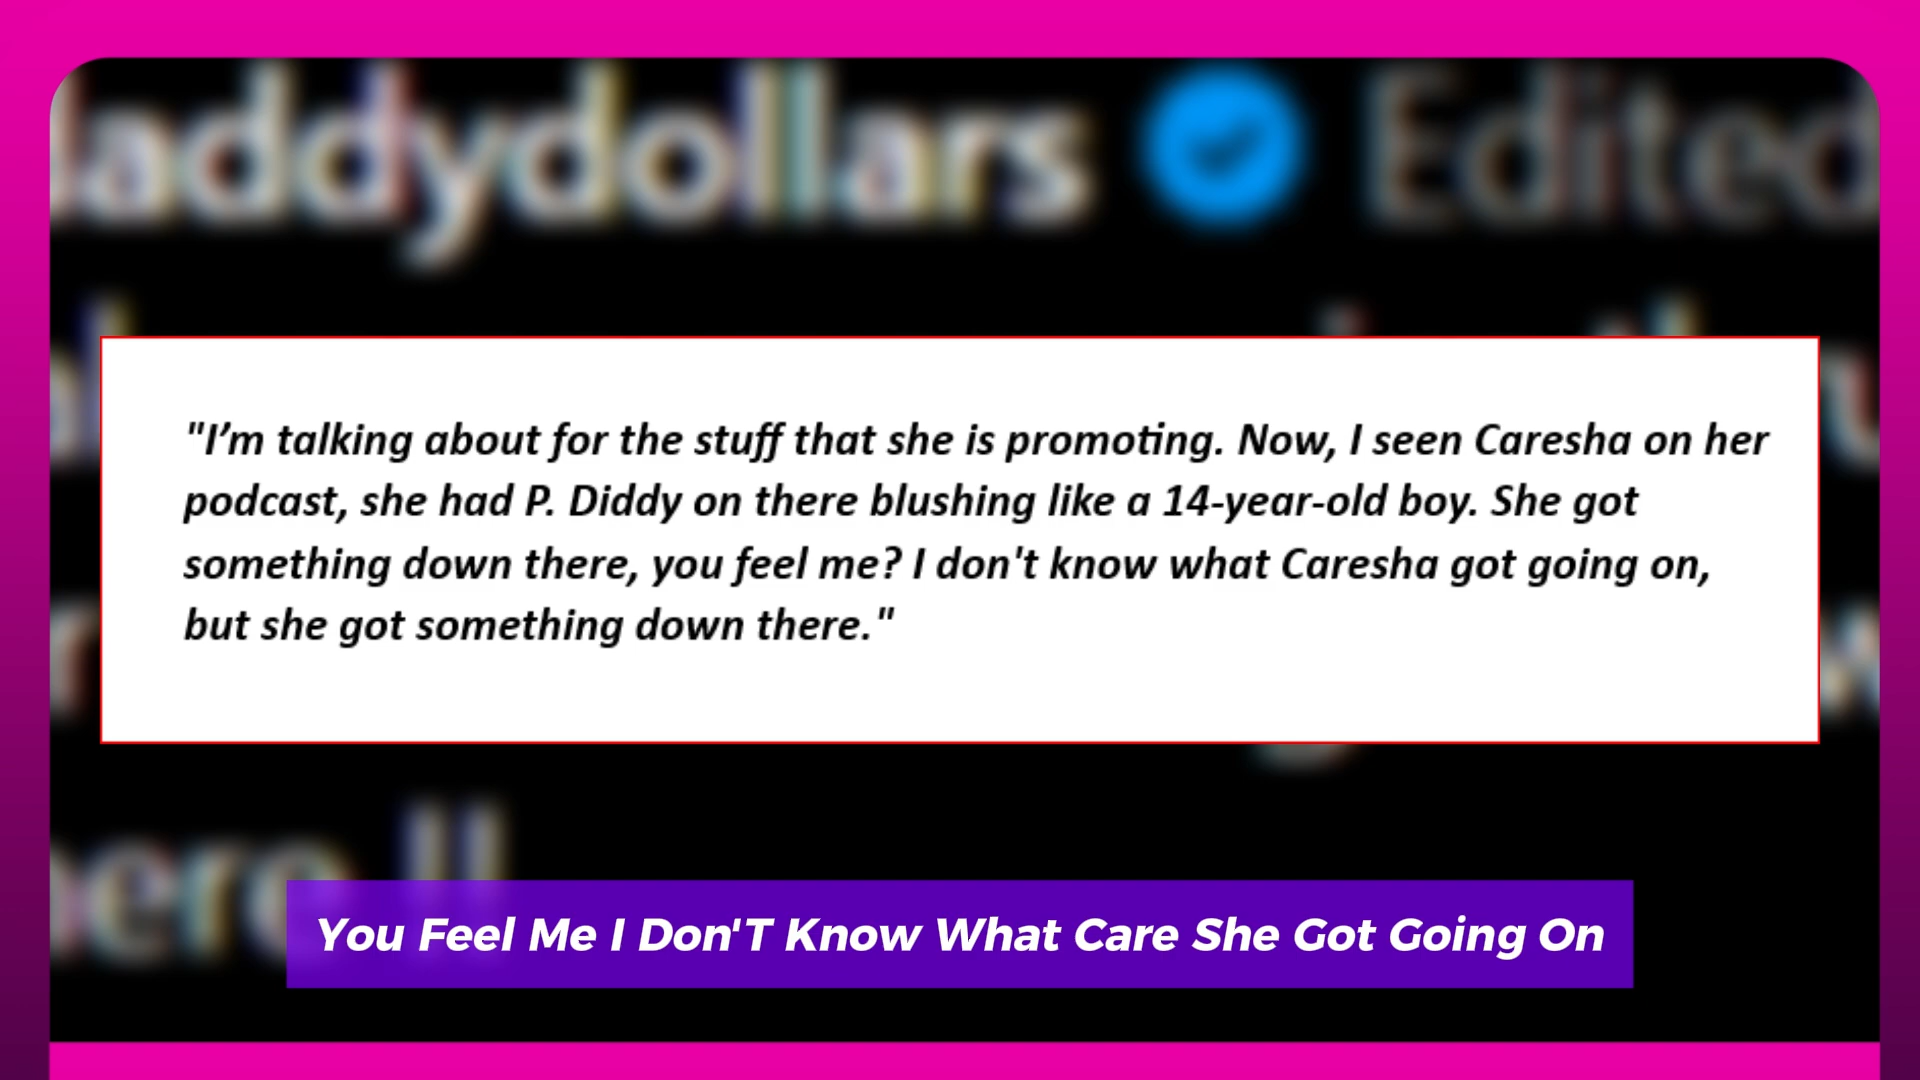 addydollars Edited
"I’m talking about for the stuff that she is promoting. Now, I seen Caresha on her
podcast, she had P. Diddy on there blushing like a 14-year-old boy. She got
something down there, you feel me? I don't know what Caresha got going on,
but she got something down there."
You Feel Me I Don'T Know What Care She Got Going On